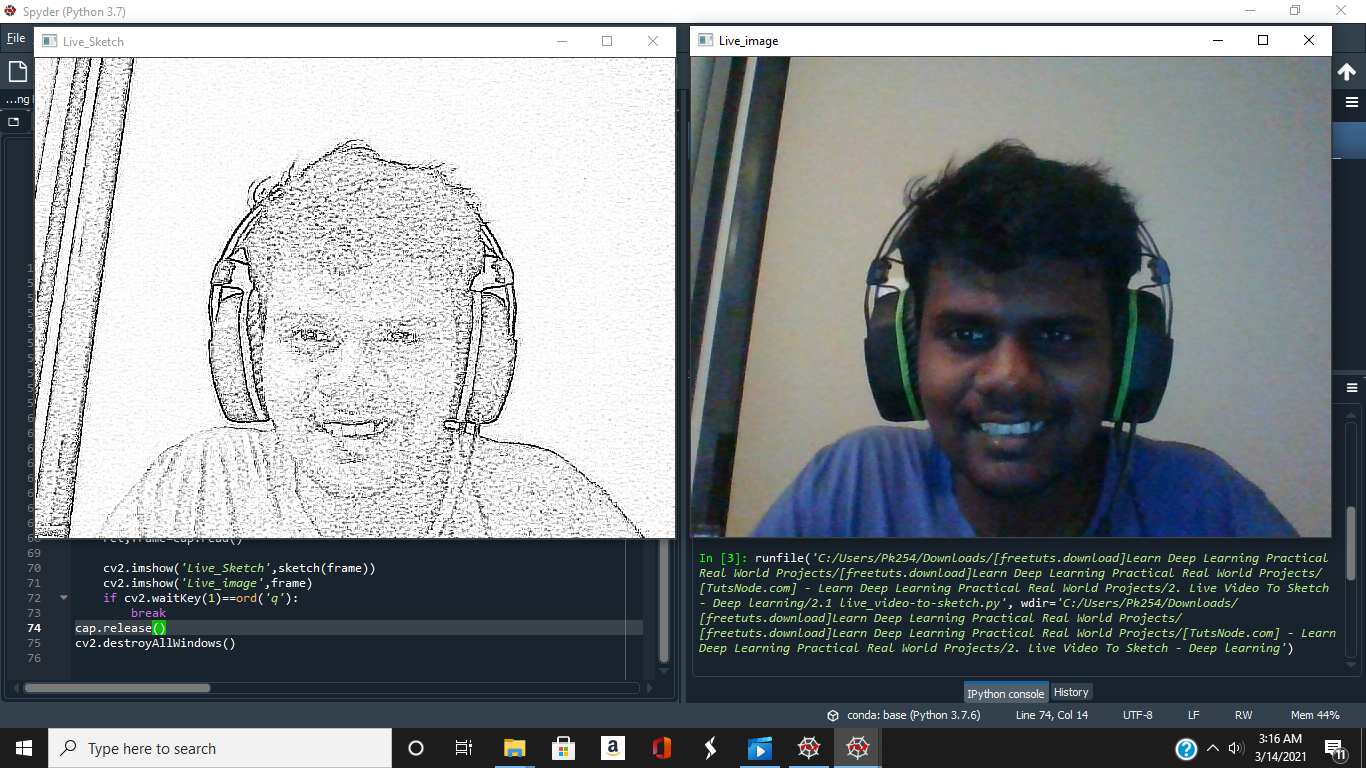 Spyder (Python 3.7)
File
Live_Sketch
Live_image
...ng
69
70 cv2.imshow('Live_Sketch',sketch(frame))
71 cv2.imshow('Live_image',frame)
72 if cv2.waitKey(1)==ord('q'):
73 break
74 cap.release()
75 cv2.destroyAllWindows()
76
In [3]: runfile('C:/Users/Pk254/Downloads/[freetuts.download]Learn Deep Learning Practical
Real World Projects/[freetuts.download]Learn Deep Learning Practical Real World Projects/
[TutsNode.com] - Learn Deep Learning Practical Real World Projects/2. Live Video To Sketch
- Deep learning/2.1 live_video-to-sketch.py', wdir='C:/Users/Pk254/Downloads/
[freetuts.download]Learn Deep Learning Practical Real World Projects/
[freetuts.download]Learn Deep Learning Practical Real World Projects/[TutsNode.com] - Learn
Deep Learning Practical Real World Projects/2. Live Video To Sketch - Deep learning')
IPython console
History
conda: base (Python 3.7.6)
Line 74, Col 14
UTF-8
LF
RW
Mem 44%
Type here to search
a
3:16 AM
3/14/2021
11